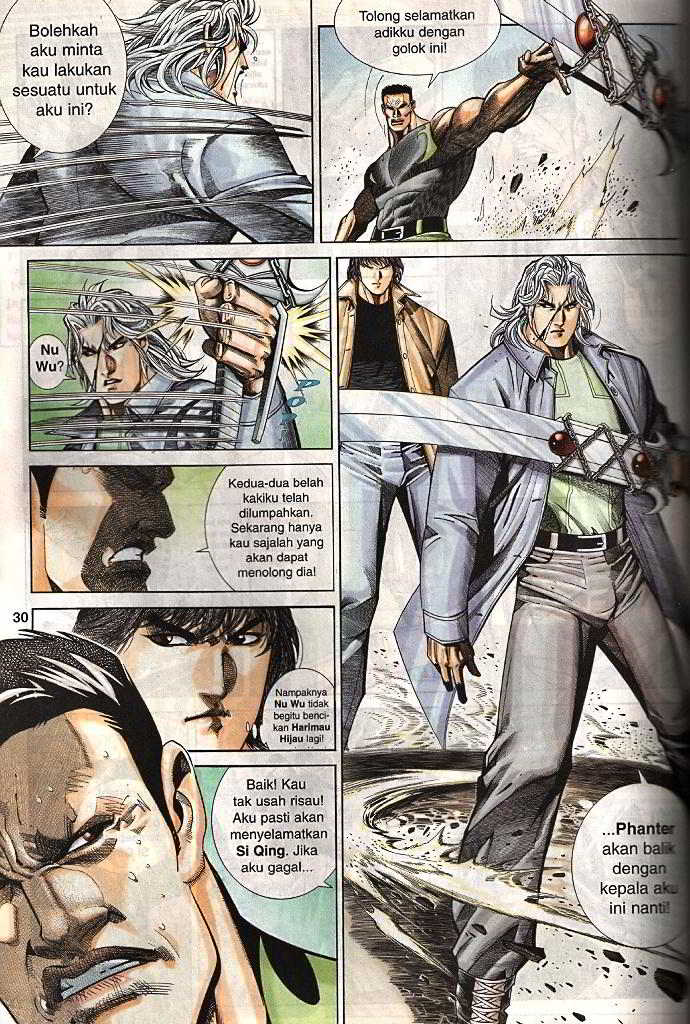 Bolehkah
aku minta
kau lakukan
sesuatu untuk
aku ini?
Tolong selamatkan
adikku dengan
golok ini!
Nu
Wu?
Kedua-dua belah
kakiku telah
dilumpahkan.
Sekarang hanya
kau sajalah yang
akan dapat
menolong dia!
30
Nampaknya
Nu Wu tidak
begitu benci-
kan Harimau
Hijau lagi!
Baik! Kau
tak usah risau!
Aku pasti akan
menyelamatkan
Si Qing. Jika
aku gagal...
...Phanter
akan balik
dengan
kepala aku
ini nanti!